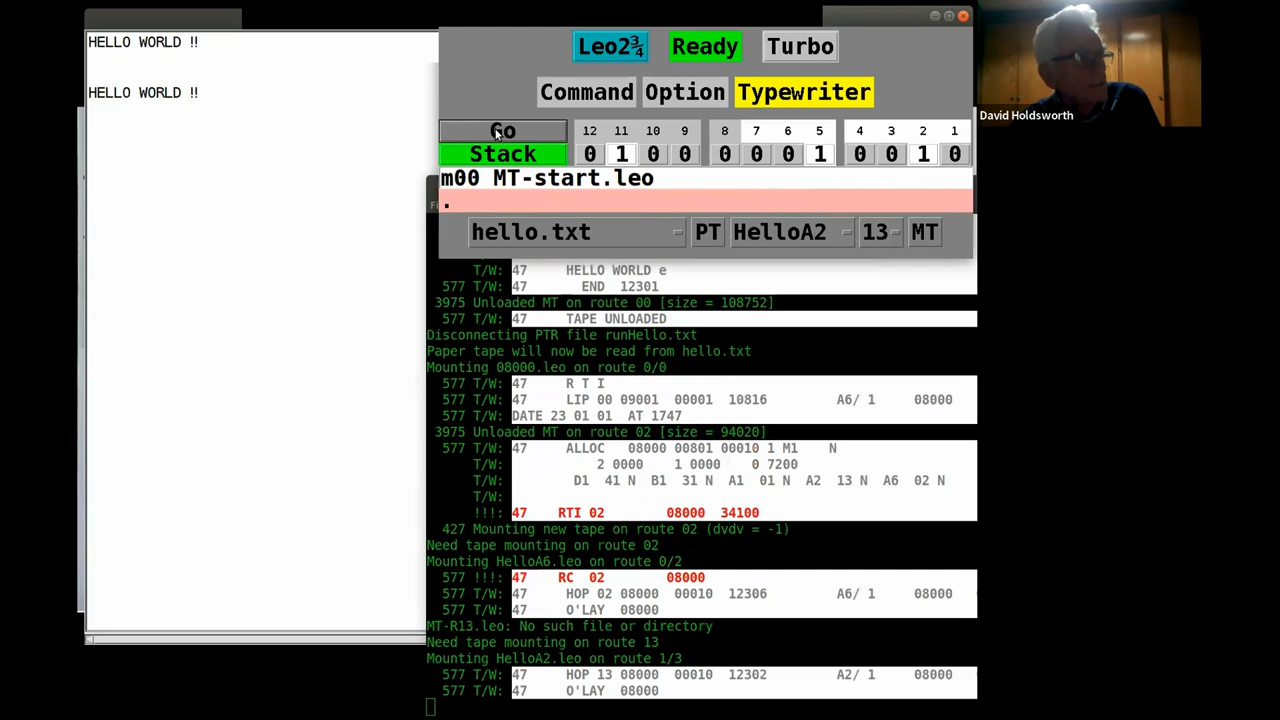 HELLO WORLD !!
HELLO WORLD !!
Leo2¾ Ready Turbo
Command Option Typewriter
Go 12 11 10 9 8 7 6 5 4 3 2 1
Stack 0 1 0 0 0 0 0 1 0 0 1 0
m00 MT-start.leo
.
hello.txt PT HelloA2 13 MT
David Holdsworth
T/W: 47 HELLO WORLD e
577 T/W: 47 END 12301
3975 Unloaded MT on route 00 [size = 108752]
577 T/W: 47 TAPE UNLOADED
Disconnecting PTR file runHello.txt
Paper tape will now be read from hello.txt
Mounting 08000.leo on route 0/0
577 T/W: 47 R T I
577 T/W: 47 LIP 00 09001 00001 10816 A6/ 1 08000
577 T/W: DATE 23 01 01 AT 1747
3975 Unloaded MT on route 02 [size = 94020]
577 T/W: 47 ALLOC 08000 00801 00010 1 M1 N
T/W: 2 0000 1 0000 0 7200
T/W: D1 41 N B1 31 N A1 01 N A2 13 N A6 02 N
T/W:
!!!: 47 RTI 02 08000 34100
427 Mounting new tape on route 02 (dvdv = -1)
Need tape mounting on route 02
Mounting HelloA6.leo on route 0/2
577 !!!: 47 RC 02 08000
577 T/W: 47 HOP 02 08000 00010 12306 A6/ 1 08000
577 T/W: 47 O'LAY 08000
MT-R13.leo: No such file or directory
Need tape mounting on route 13
Mounting HelloA2.leo on route 1/3
577 T/W: 47 HOP 13 08000 00010 12302 A2/ 1 08000
577 T/W: 47 O'LAY 08000